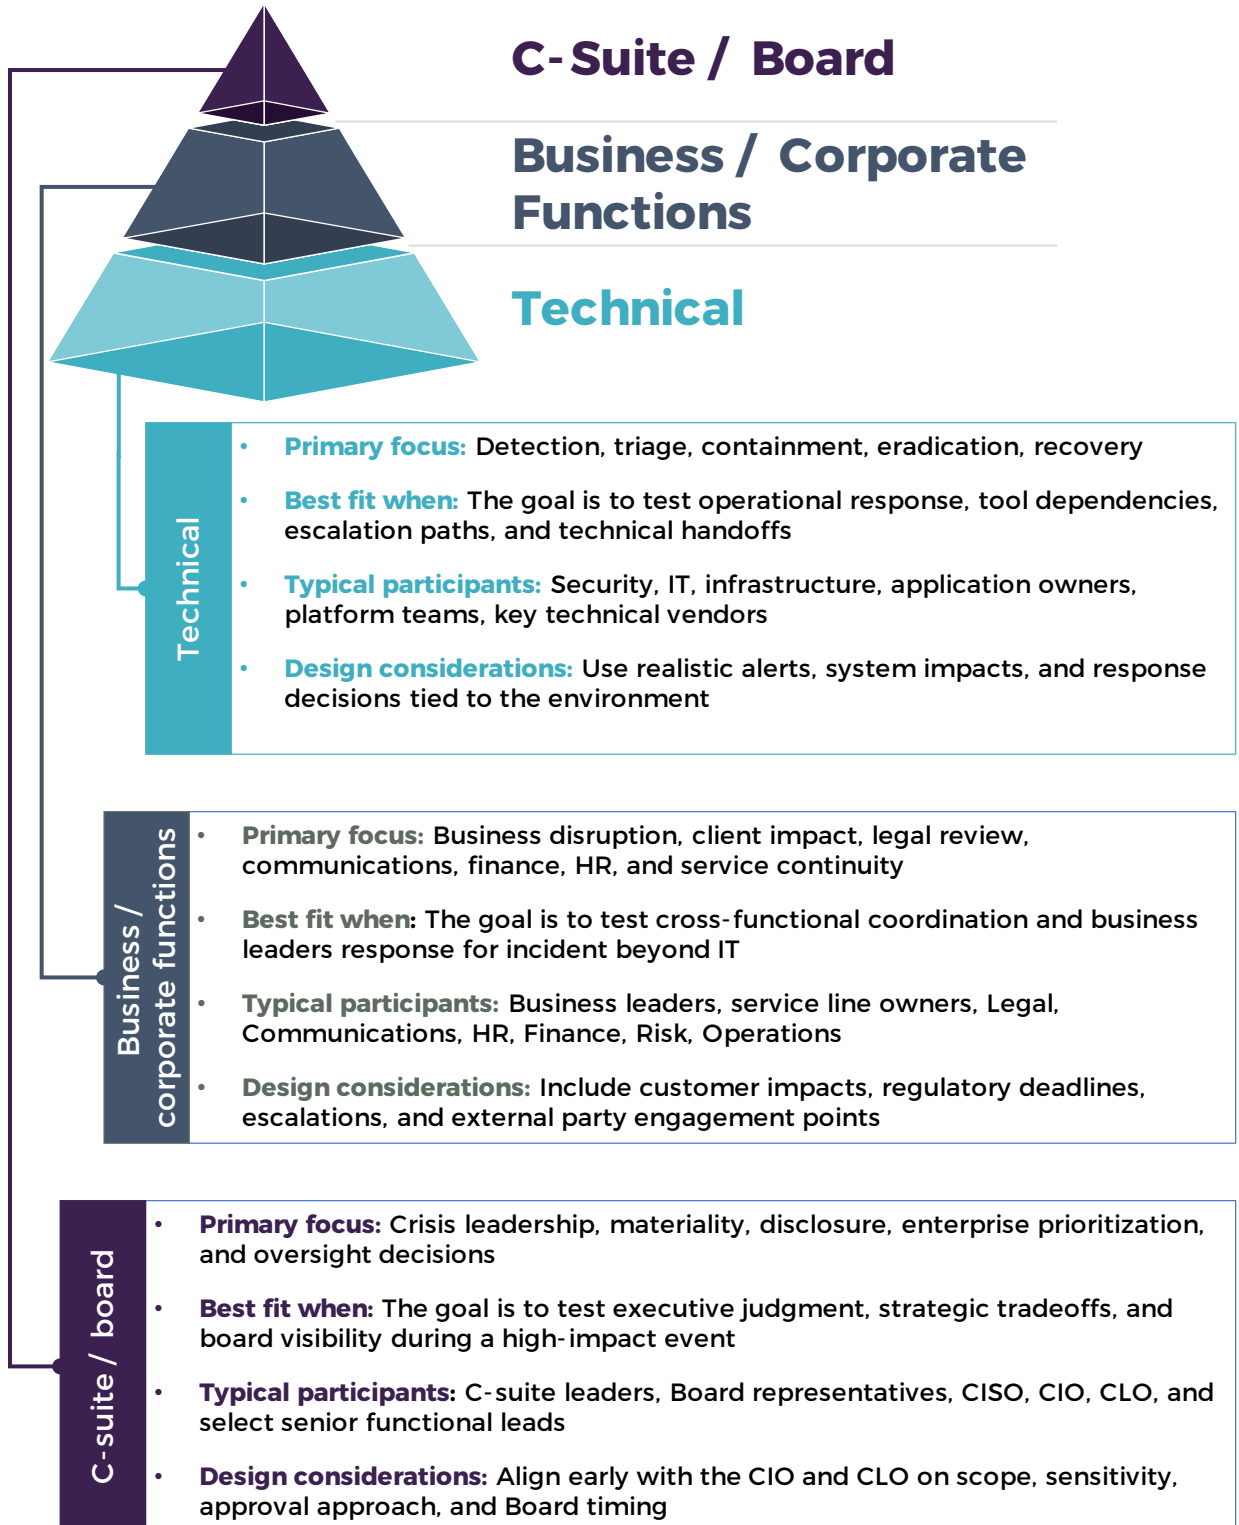 C-Suite / Board
Business / Corporate
Functions
Technical
Technical
• Primary focus: Detection, triage, containment, eradication, recovery
• Best fit when: The goal is to test operational response, tool dependencies,
escalation paths, and technical handoffs
• Typical participants: Security, IT, infrastructure, application owners,
platform teams, key technical vendors
• Design considerations: Use realistic alerts, system impacts, and response
decisions tied to the environment
Business /
corporate functions
• Primary focus: Business disruption, client impact, legal review,
communications, finance, HR, and service continuity
• Best fit when: The goal is to test cross-functional coordination and business
leaders response for incident beyond IT
• Typical participants: Business leaders, service line owners, Legal,
Communications, HR, Finance, Risk, Operations
• Design considerations: Include customer impacts, regulatory deadlines,
escalations, and external party engagement points
C-suite / board
• Primary focus: Crisis leadership, materiality, disclosure, enterprise prioritization,
and oversight decisions
• Best fit when: The goal is to test executive judgment, strategic tradeoffs, and
board visibility during a high-impact event
• Typical participants: C-suite leaders, Board representatives, CISO, CIO, CLO, and
select senior functional leads
• Design considerations: Align early with the CIO and CLO on scope, sensitivity,
approval approach, and Board timing